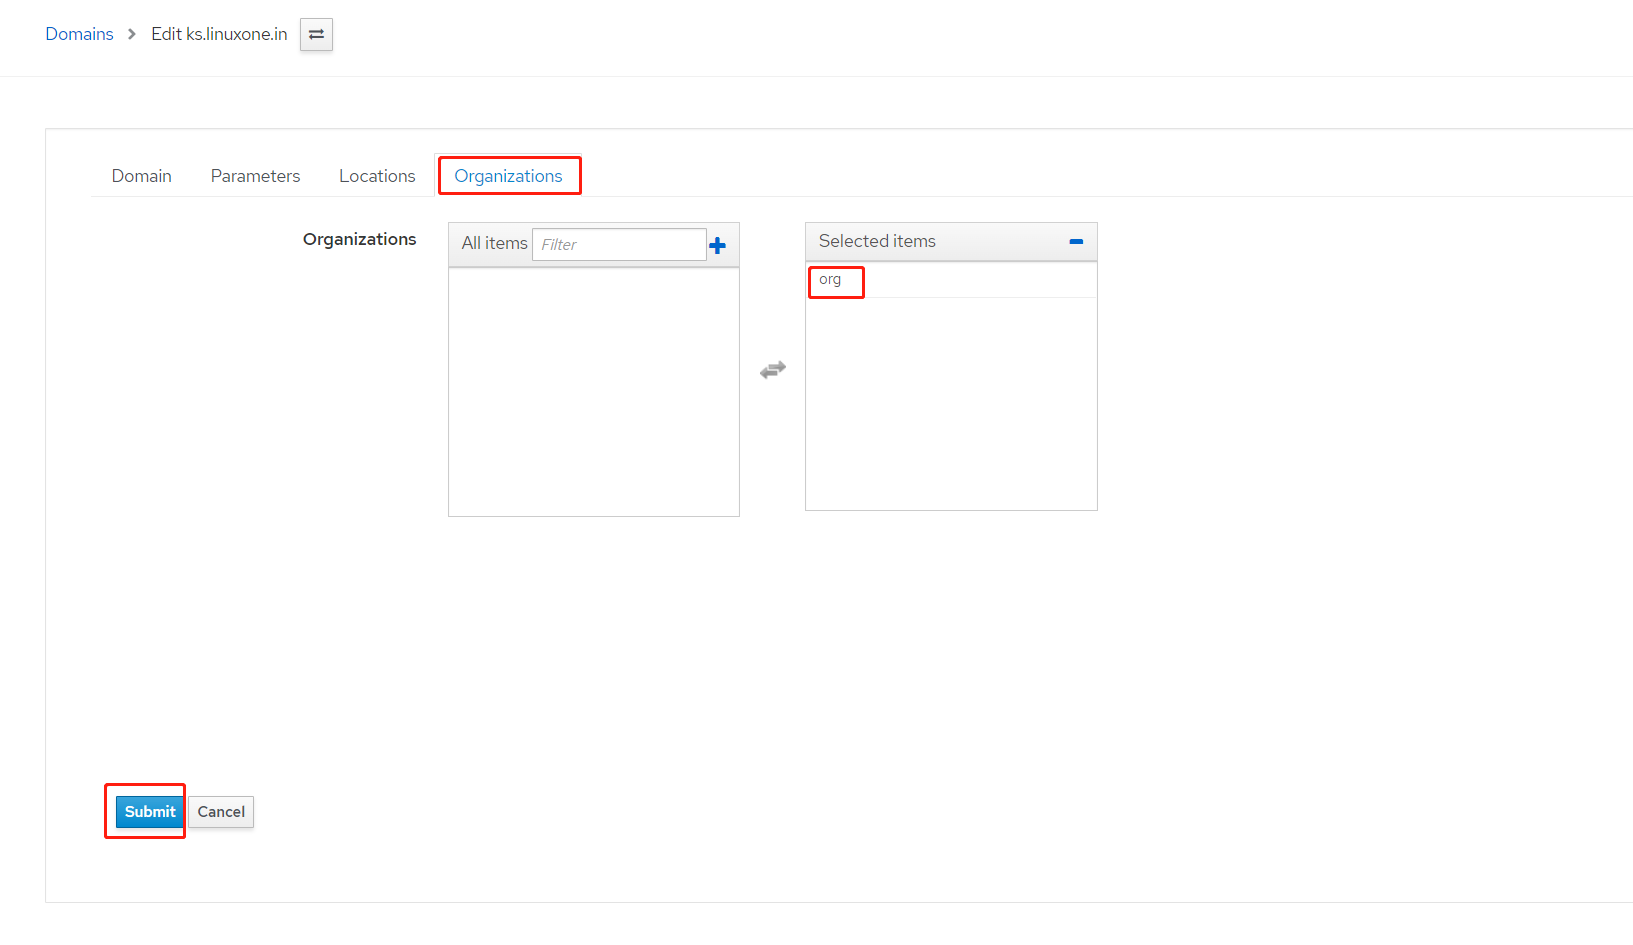 Domains > Edit ks.linuxone.in
Domain Parameters Locations Organizations
Organizations
All items Filter
Selected items
org
Submit Cancel